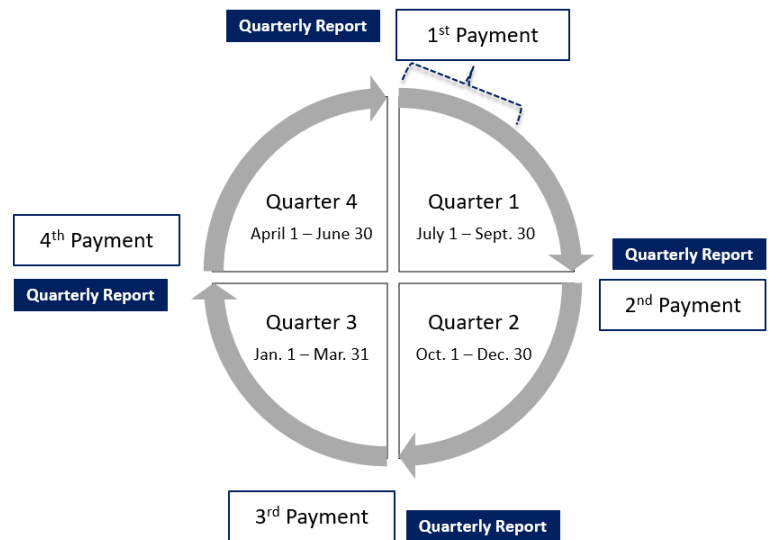 Quarterly Report
1st Payment
Quarter 4
April 1 – June 30
Quarter 1
July 1 – Sept. 30
4th Payment
Quarterly Report
Quarterly Report
2nd Payment
Quarter 3
Jan. 1 – Mar. 31
Quarter 2
Oct. 1 – Dec. 30
3rd Payment
Quarterly Report